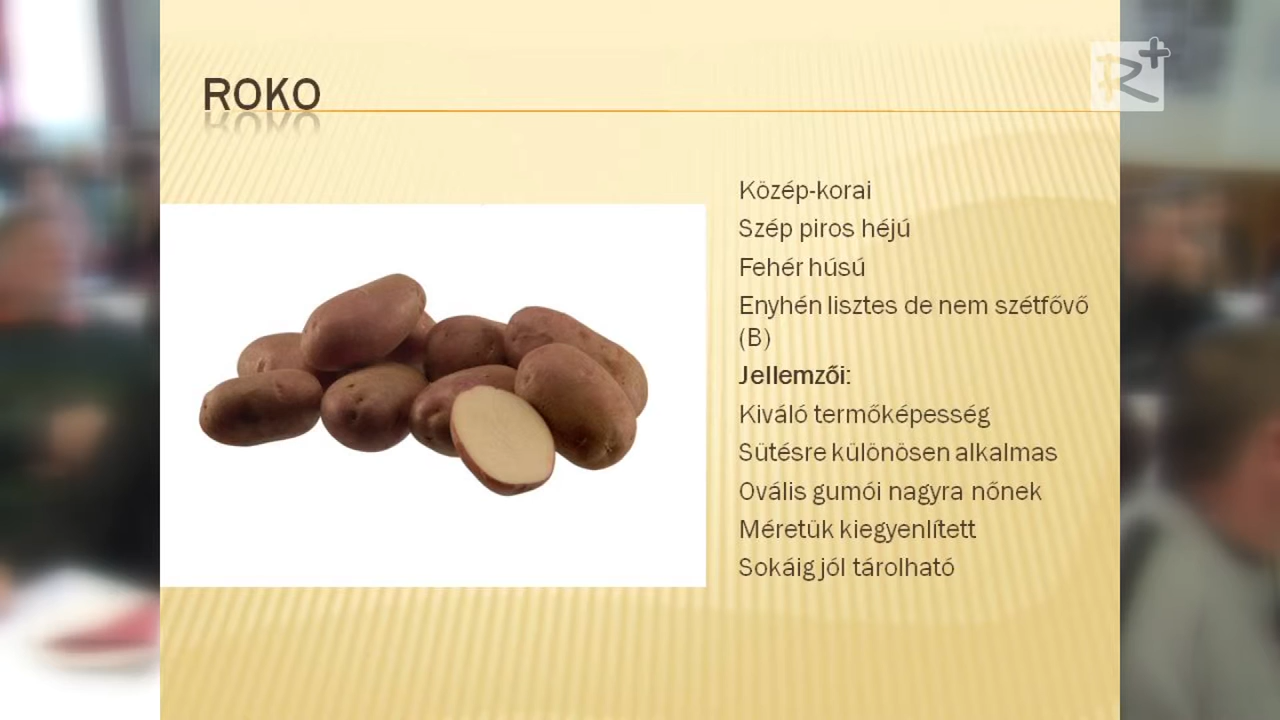 ROKO
R+
Közép-korai
Szép piros héjú
Fehér húsú
Enyhén lisztes de nem szétfővő
(B)
Jellemzői:
Kiváló termőképesség
Sütésre különösen alkalmas
Ovális gumói nagyra nőnek
Méretük kiegyenlített
Sokáig jól tárolható